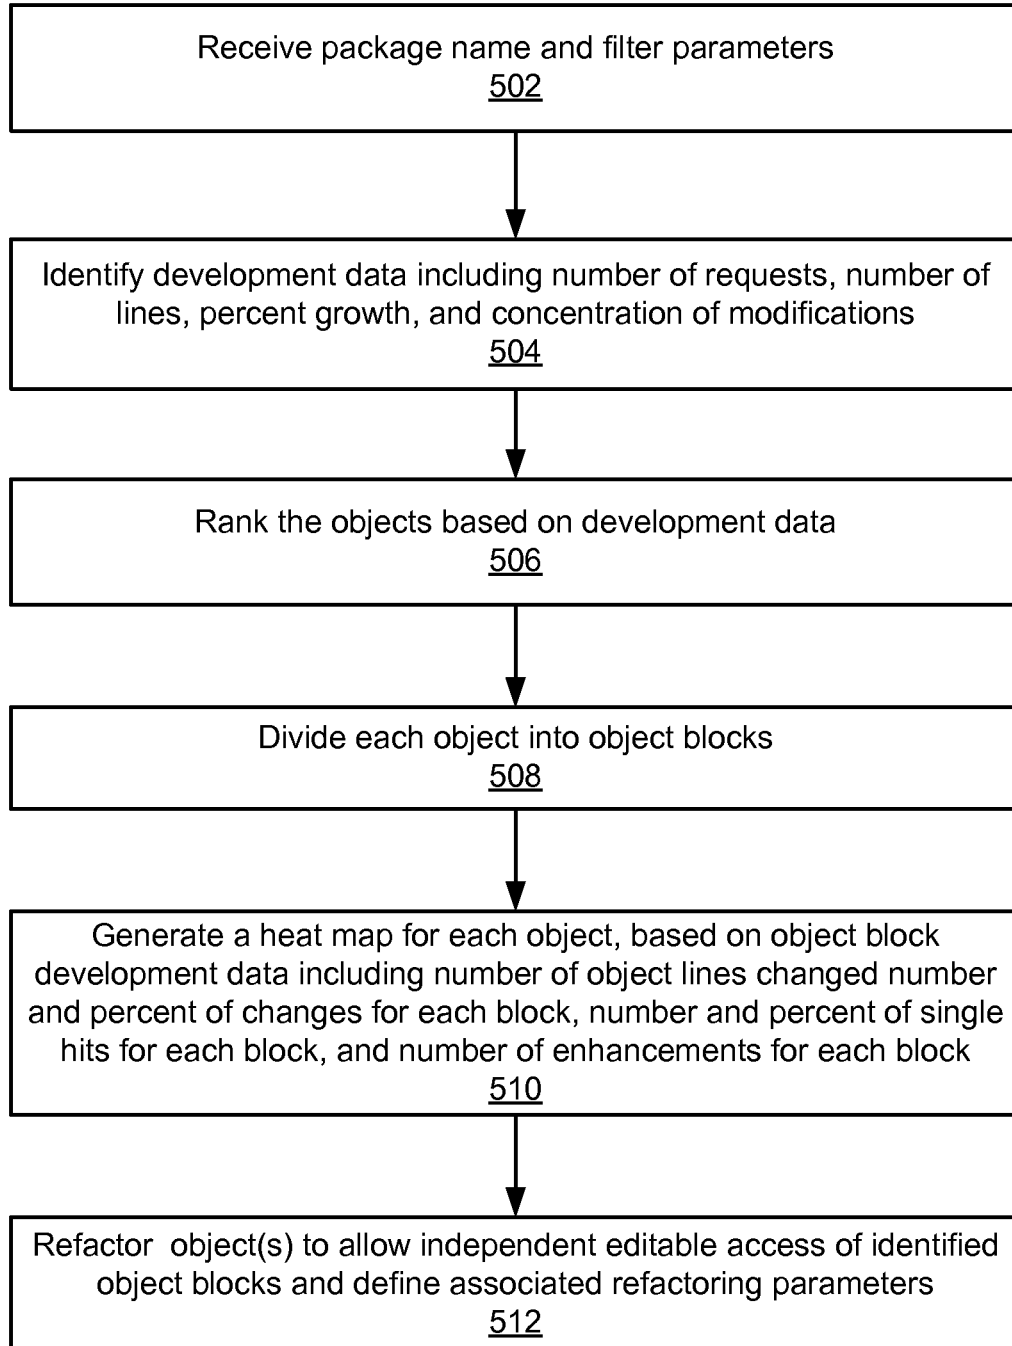 Receive package name and filter parameters
502
Identify development data including number of requests, number of
lines, percent growth, and concentration of modifications
504
Rank the objects based on development data
506
Divide each object into object blocks
508
Generate a heat map for each object, based on object block
development data including number of object lines changed number
and percent of changes for each block, number and percent of single
hits for each block, and number of enhancements for each block
510
Refactor object(s) to allow independent editable access of identified
object blocks and define associated refactoring parameters
512